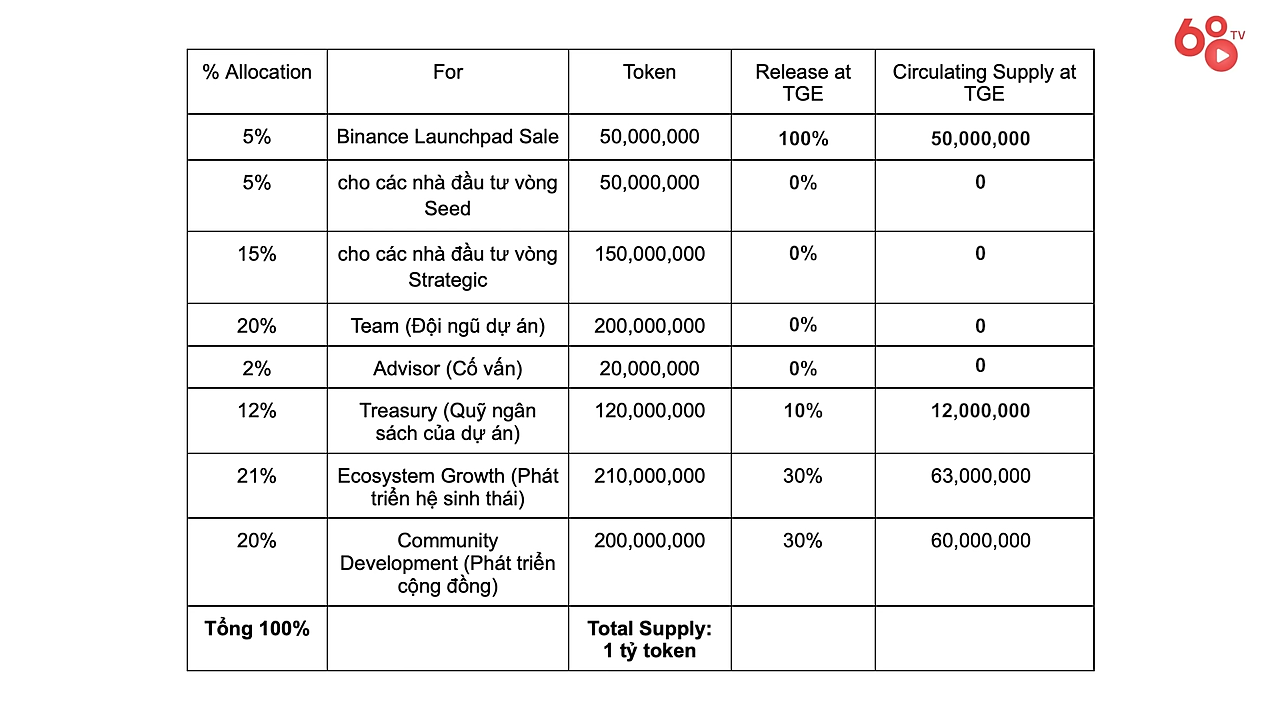 68 TV
% Allocation
For
Token
Release at
TGE
Circulating Supply at
TGE
5%
Binance Launchpad Sale
50,000,000
100%
50,000,000
5%
cho các nhà đầu tư vòng
Seed
50,000,000
0%
0
15%
cho các nhà đầu tư vòng
Strategic
150,000,000
0%
0
20%
Team (Đội ngũ dự án)
200,000,000
0%
0
2%
Advisor (Cố vấn)
20,000,000
0%
0
12%
Treasury (Quỹ ngân
sách của dự án)
120,000,000
10%
12,000,000
21%
Ecosystem Growth (Phát
triển hệ sinh thái)
210,000,000
30%
63,000,000
20%
Community
Development (Phát triển
cộng đồng)
200,000,000
30%
60,000,000
Tổng 100%
Total Supply:
1 tỷ token